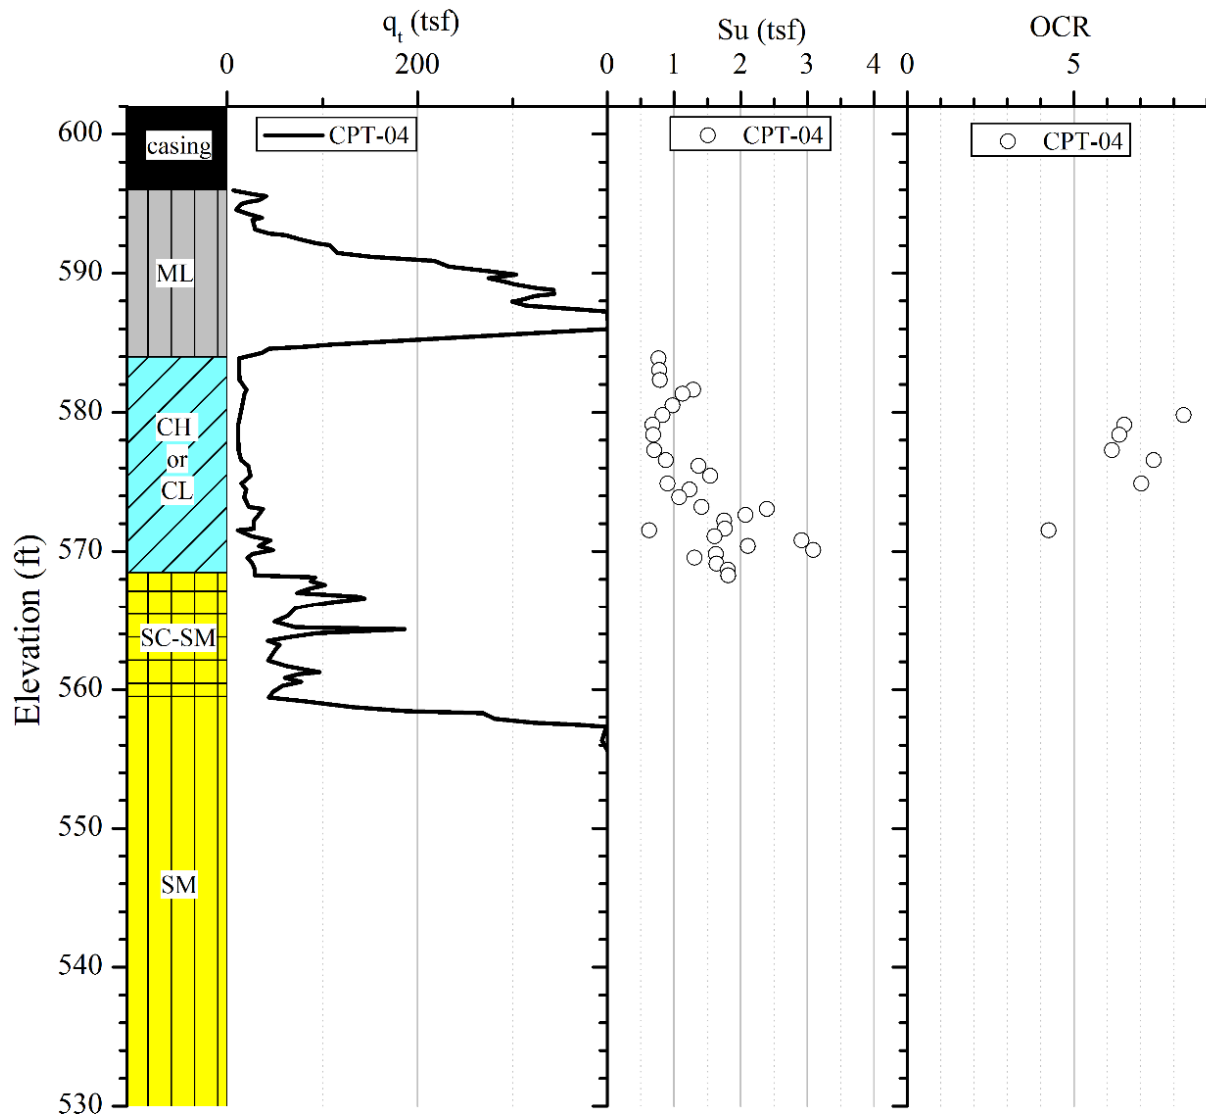 qt (tsf)
Su (tsf)
OCR
0
200
0
1
2
3
4
0
5
600
casing
CPT-04
CPT-04
CPT-04
590
ML
580
CH
or
CL
570
SC-SM
560
550
SM
540
530
Elevation (ft)